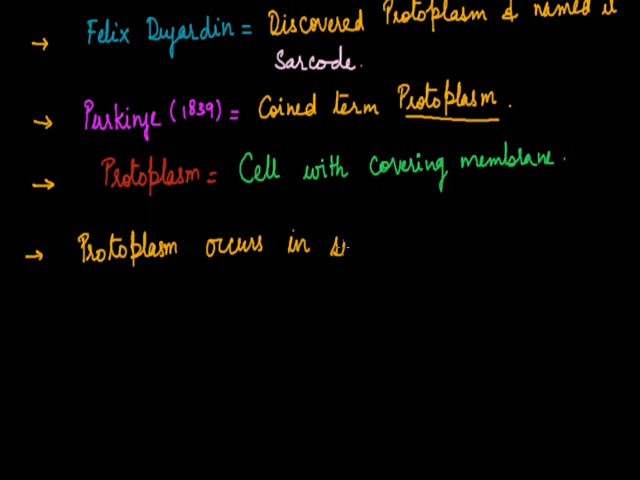 → Felix Dujardin = Discovered Protoplasm & named it
Sarcode.
→ Purkinje (1839) = Coined term Protoplasm.
→ Protoplasm = Cell with covering membrane.
→ Protoplasm occurs in